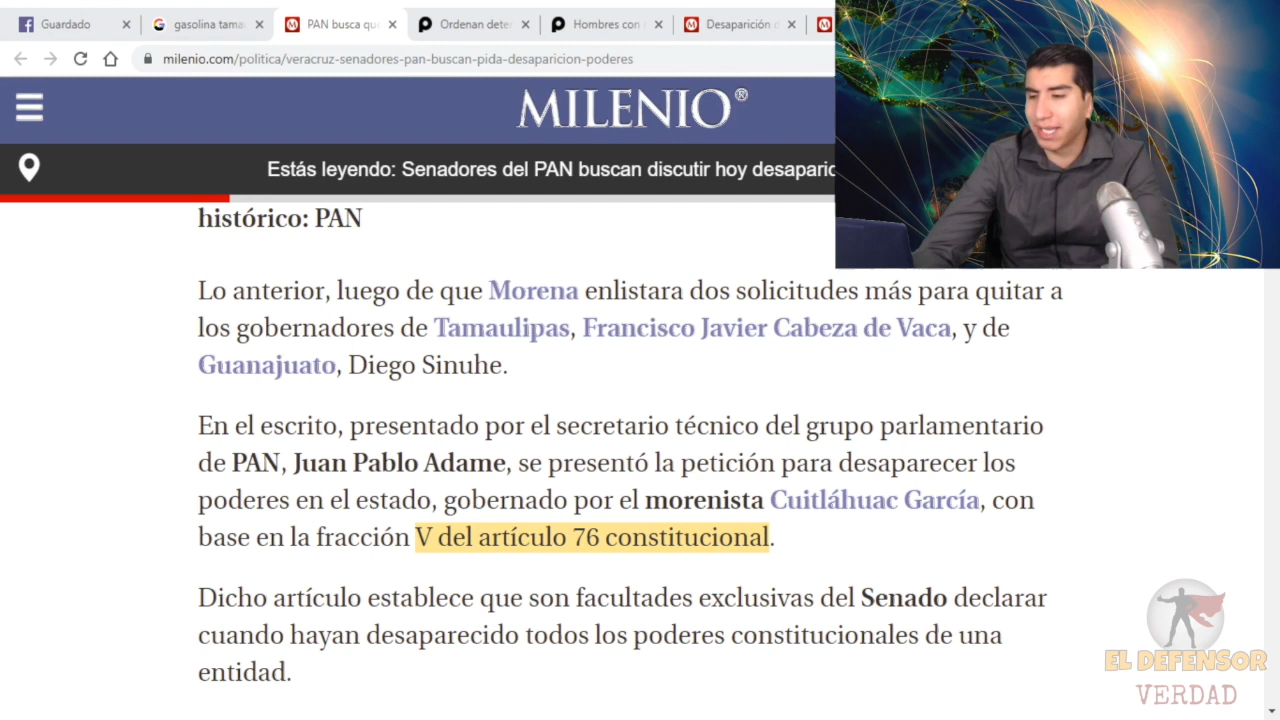 Guardado
gasolina tama
PAN busca qu
Ordenan dete
Hombres con
Desaparición
milenio.com/politica/veracruz-senadores-pan-buscan-pida-desaparicion-poderes
MILENIO®
Estás leyendo: Senadores del PAN buscan discutir hoy desapari
histórico: PAN
Lo anterior, luego de que Morena enlistara dos solicitudes más para quitar a
los gobernadores de Tamaulipas, Francisco Javier Cabeza de Vaca, y de
Guanajuato, Diego Sinuhe.
En el escrito, presentado por el secretario técnico del grupo parlamentario
de PAN, Juan Pablo Adame, se presentó la petición para desaparecer los
poderes en el estado, gobernado por el morenista Cuitláhuac García, con
base en la fracción V del artículo 76 constitucional.
Dicho artículo establece que son facultades exclusivas del Senado declarar
cuando hayan desaparecido todos los poderes constitucionales de una
entidad.
EL DEFENSOR
VERDAD